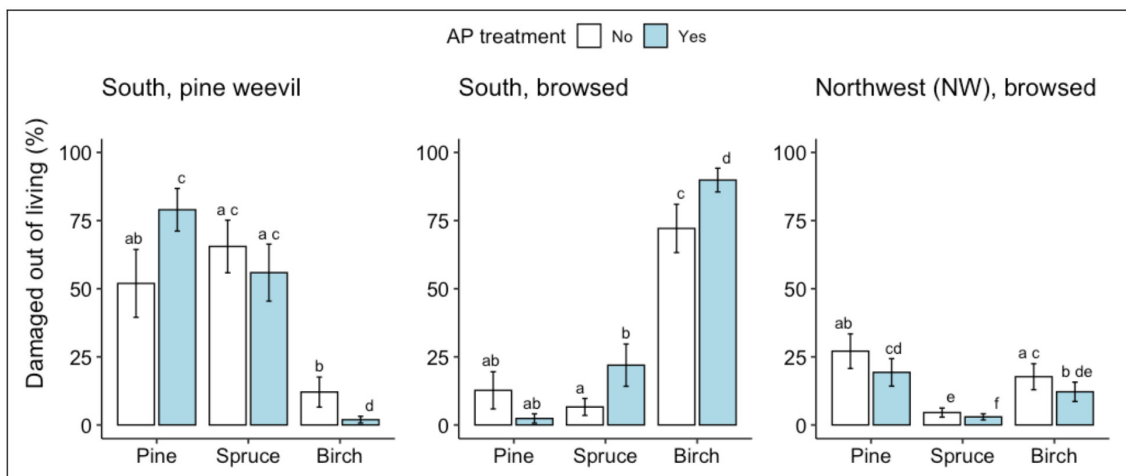 AP treatment No Yes
South, pine weevil
South, browsed
Northwest (NW), browsed
Damaged out of living (%)
100
75
50
25
0
ab
c
a c
a c
b
d
Pine Spruce Birch
100
75
50
25
0
ab
ab
a
b
c
d
Pine Spruce Birch
100
75
50
25
0
ab
cd
e
f
a c
b de
Pine Spruce Birch